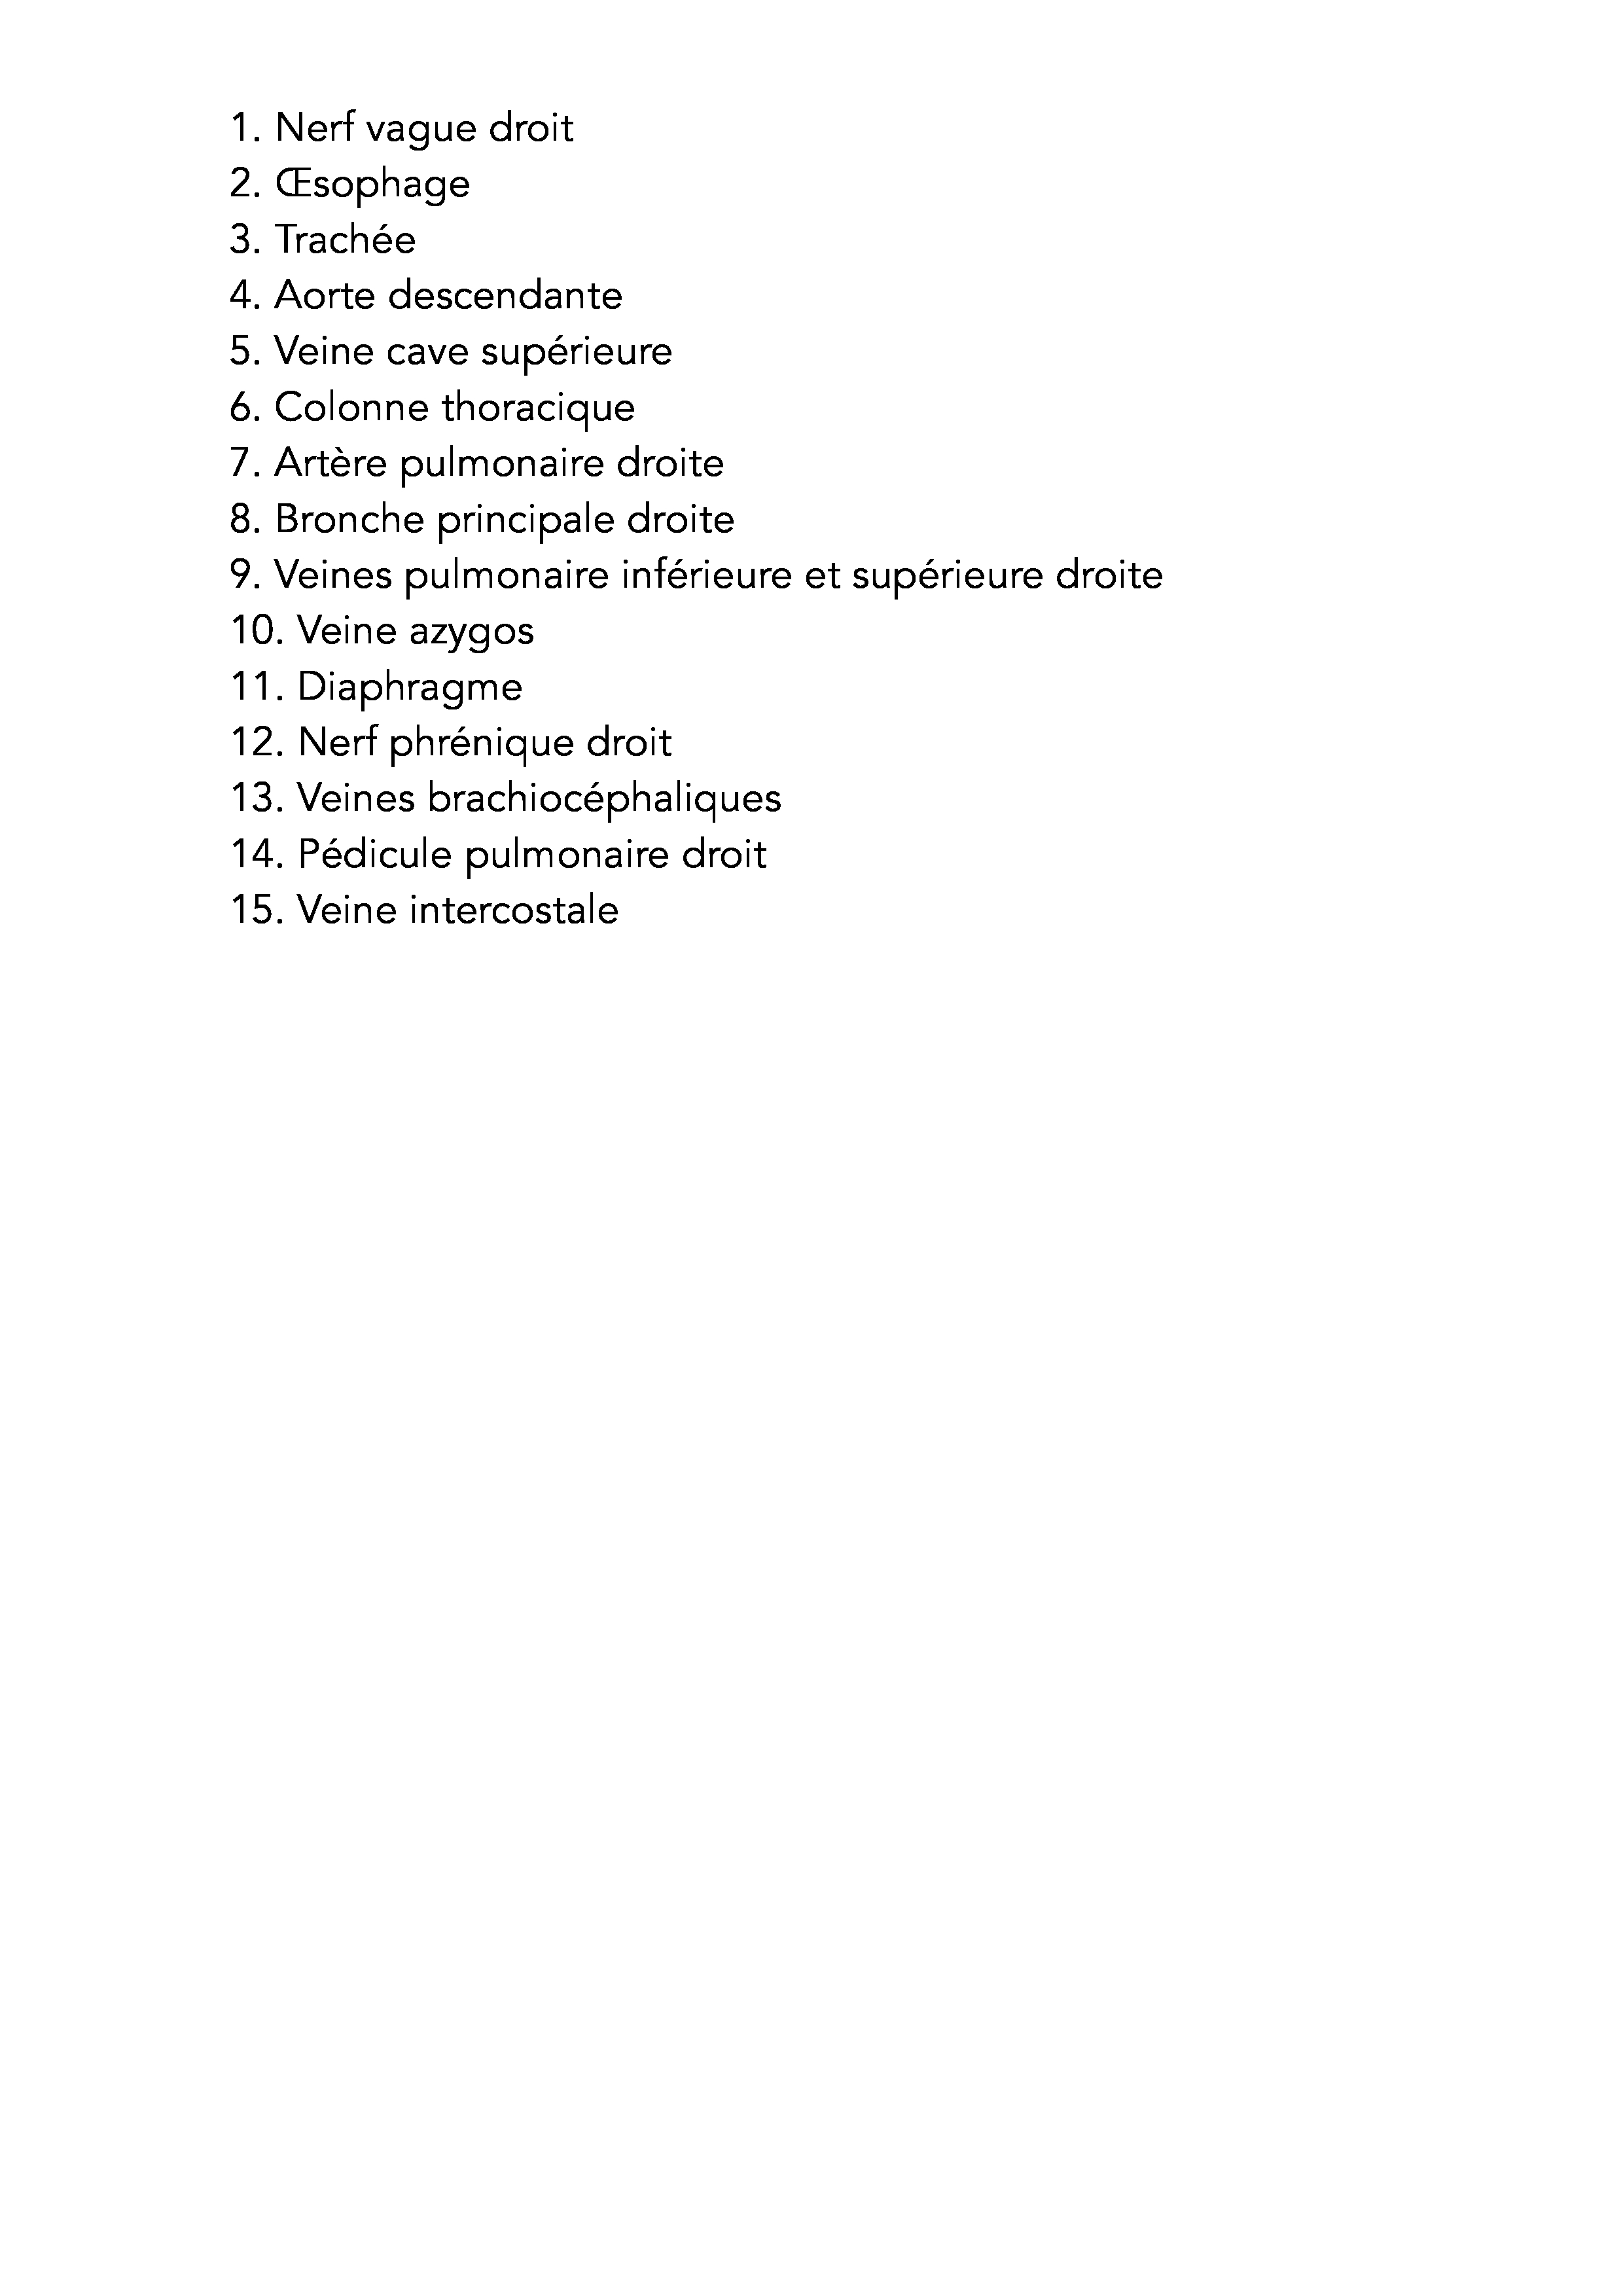 1. Nerf vague droit
2. Œsophage
3. Trachée
4. Aorte descendante
5. Veine cave supérieure
6. Colonne thoracique
7. Artère pulmonaire droite
8. Bronche principale droite
9. Veines pulmonaire inférieure et supérieure droite
10. Veine azygos
11. Diaphragme
12. Nerf phrénique droit
13. Veines brachiocéphaliques
14. Pédicule pulmonaire droit
15. Veine intercostale